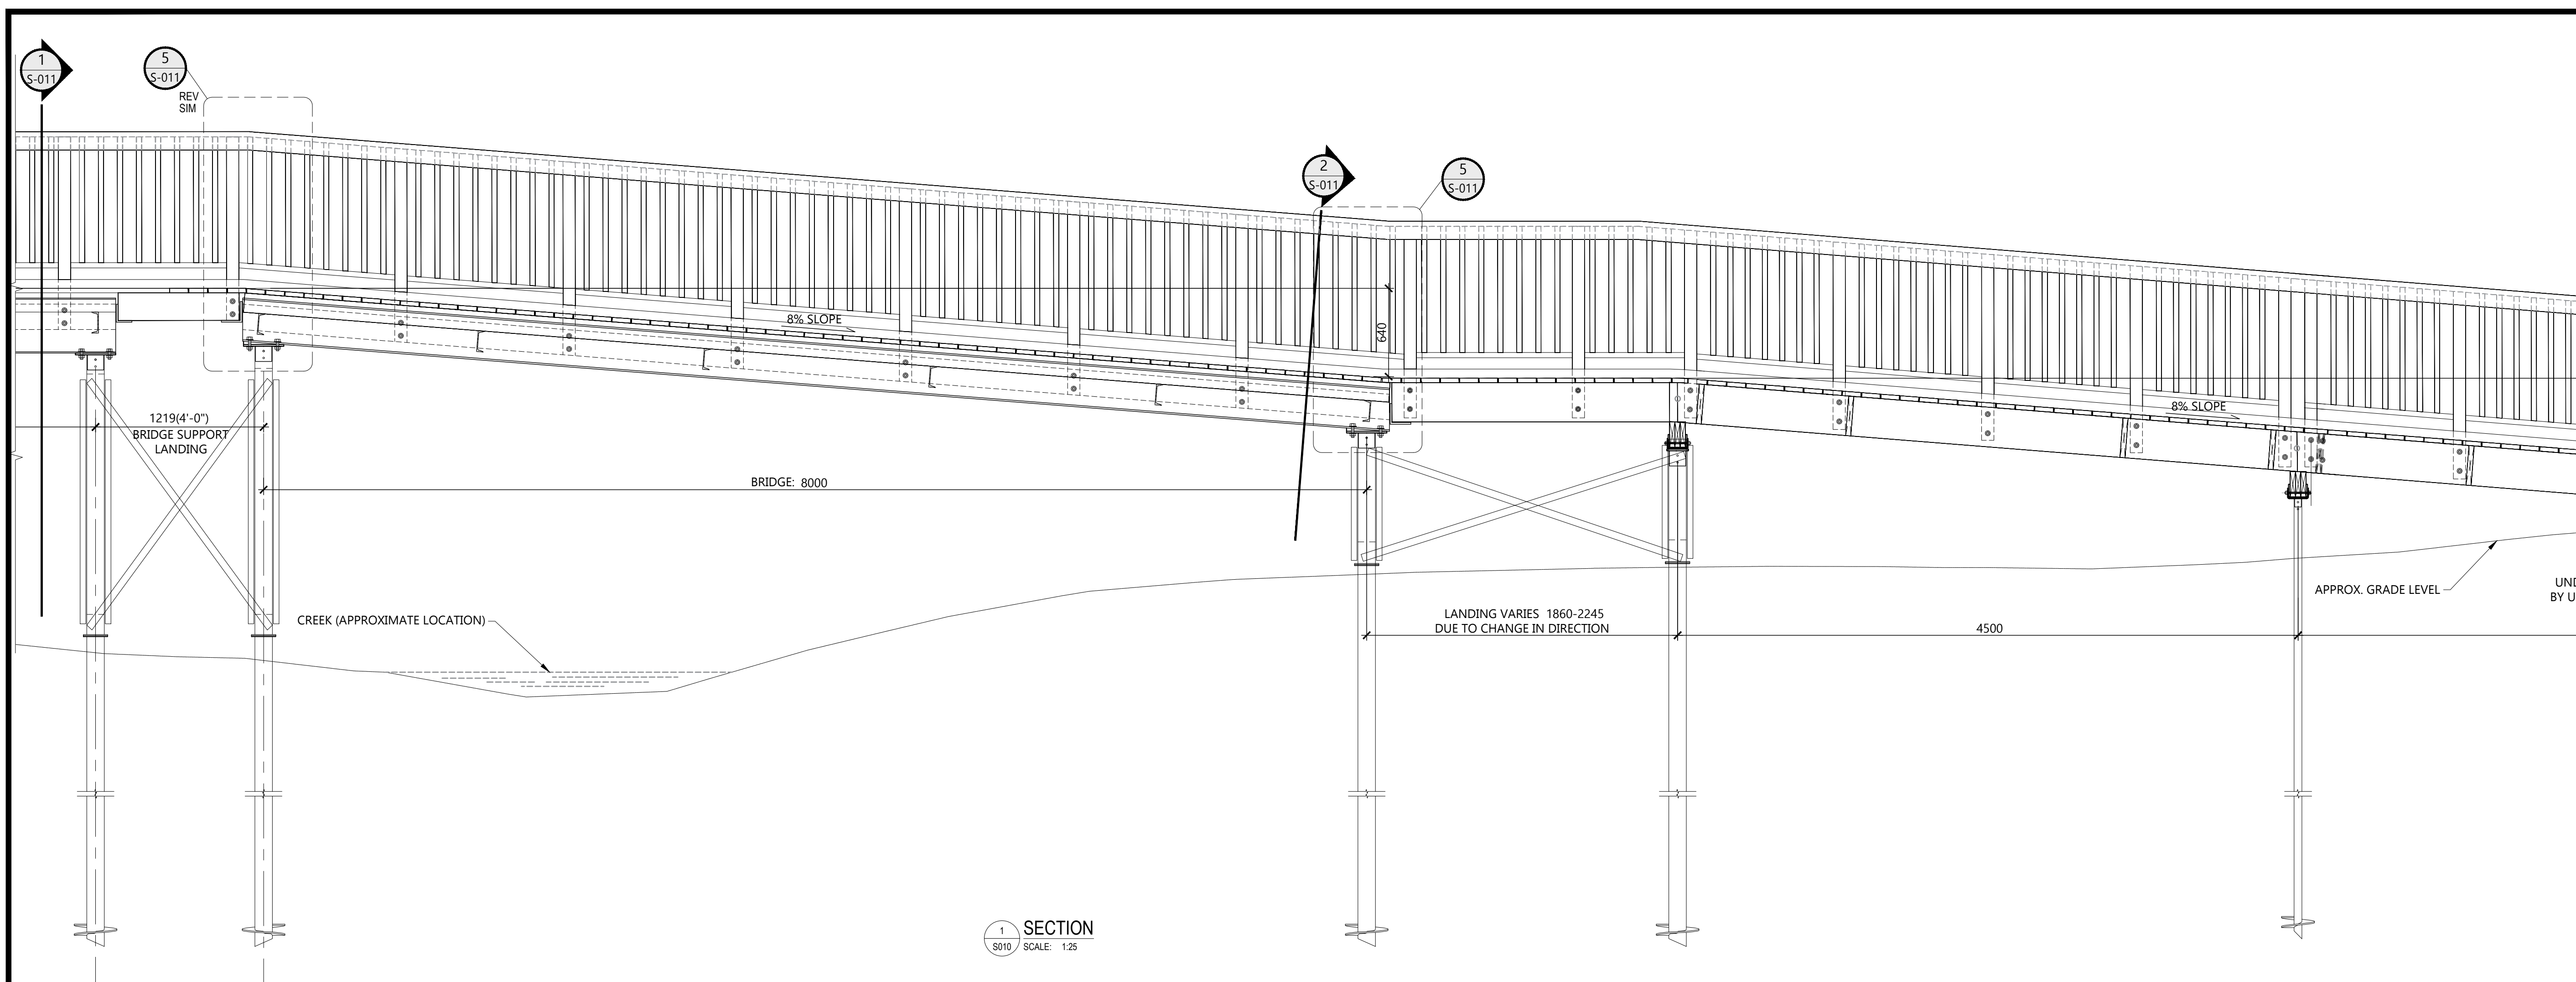 1
S-011
5
S-011
REV
SIM
2
S-011
5
S-011
8% SLOPE
640
8% SLOPE
1219(4'-0")
BRIDGE SUPPORT
LANDING
BRIDGE: 8000
CREEK (APPROXIMATE LOCATION)
LANDING VARIES 1860-2245
DUE TO CHANGE IN DIRECTION
4500
APPROX. GRADE LEVEL
UND
BY U
1
S010
SECTION
SCALE: 1:25